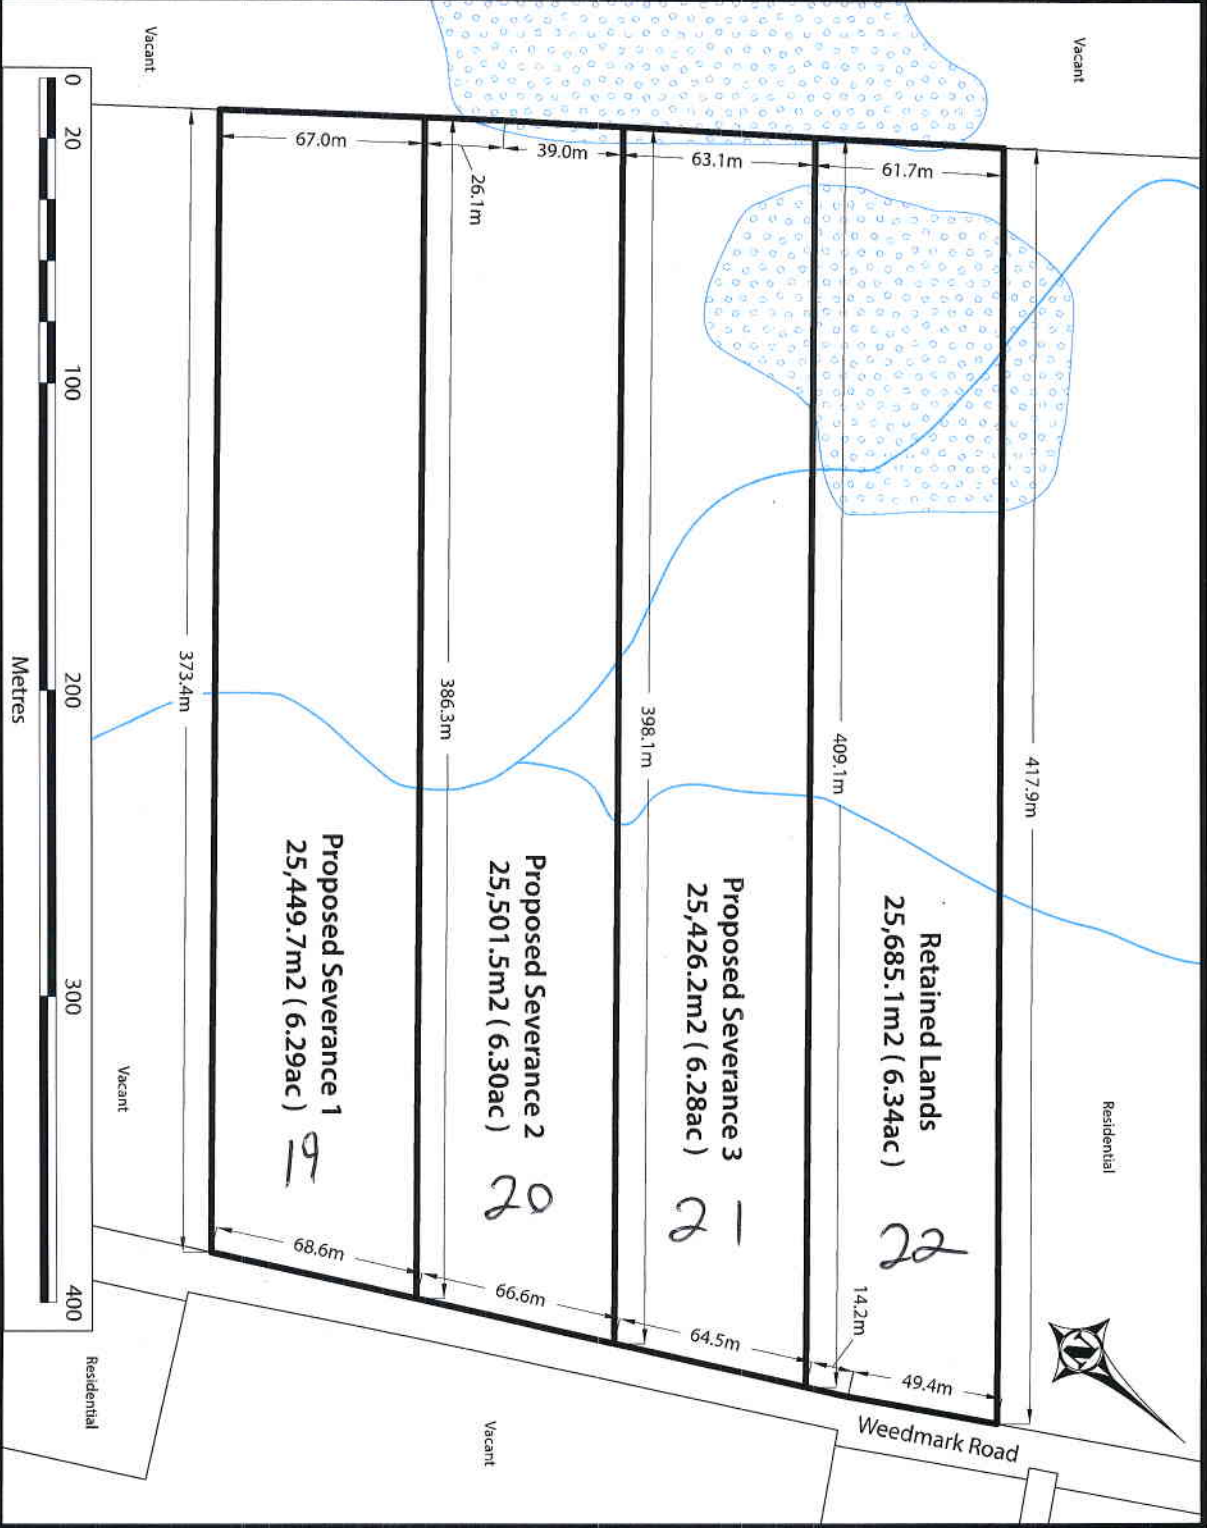 Vacant
Vacant
417.9m
61.7m
409.1m
Retained Lands
25,685.1m2 ( 6.34ac )
22
14.2m
49.4m
63.1m
398.1m
Proposed Severance 3
25,426.2m2 ( 6.28ac )
21
64.5m
39.0m
26.1m
386.3m
Proposed Severance 2
25,501.5m2 ( 6.30ac )
20
66.6m
67.0m
373.4m
Proposed Severance 1
25,449.7m2 ( 6.29ac )
19
68.6m
Residential
N
Weedmark Road
Vacant
Vacant
Residential
0 20 100 200 300 400
Metres